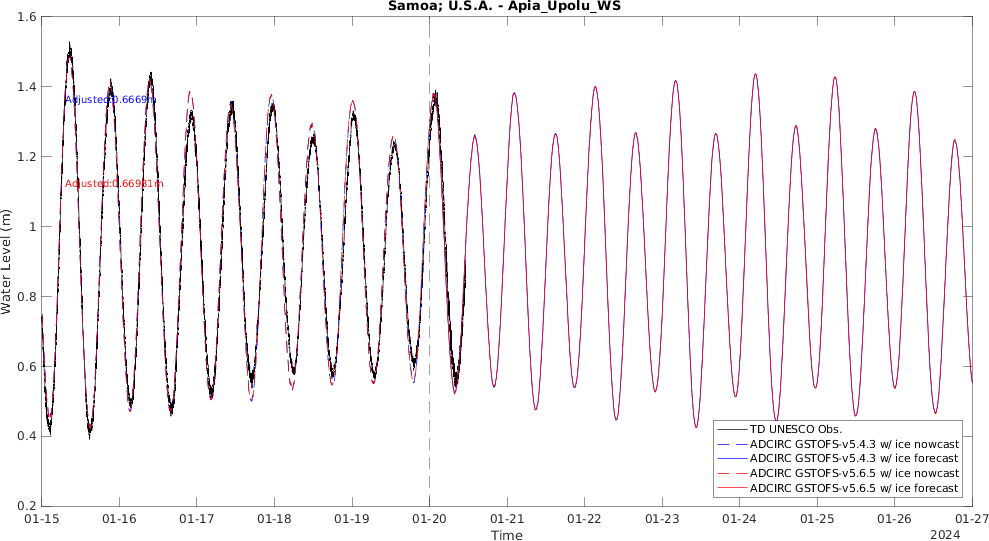 Samoa; U.S.A. - Apia_Upolu_WS
1.6
1.4
1.2
1
0.8
0.6
0.4
0.2
Water Level (m)
Adjusted:0.6669m
Adjusted:0.66981m
TD UNESCO Obs.
ADCIRC GSTOFS-v5.4.3 w/ ice nowcast
ADCIRC GSTOFS-v5.4.3 w/ ice forecast
ADCIRC GSTOFS-v5.6.5 w/ ice nowcast
ADCIRC GSTOFS-v5.6.5 w/ ice forecast
01-15 01-16 01-17 01-18 01-19 01-20 01-21 01-22 01-23 01-24 01-25 01-26 01-27
Time
2024